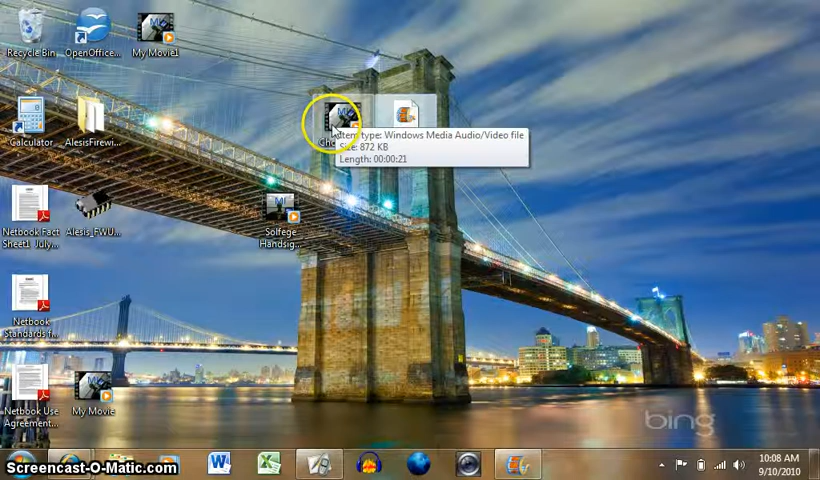 Recycle Bin
OpenOffice...
My Movie1
Calculator
AlesisFirew...
Item type: Windows Media Audio/Video file
Size: 872 KB
Length: 00:00:21
Netbook Fact
Sheet1 July...
Alesis_FWU...
Solfege
Handsig...
Netbook
Standards f...
Netbook Use
Agreement...
My Movie
bing
10:08 AM
9/10/2010
Screencast-O-Matic.com